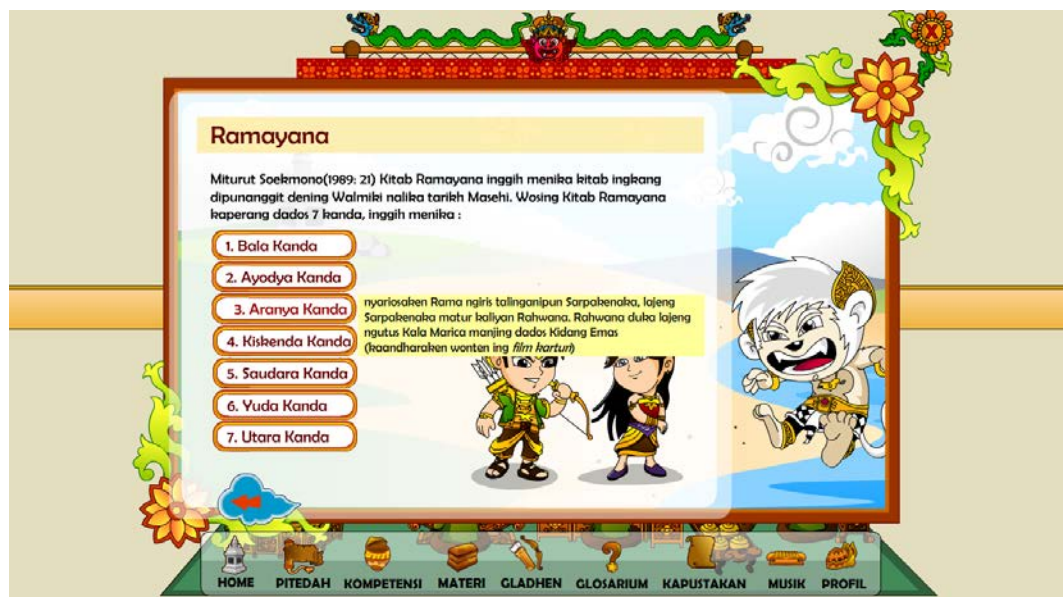 X
Ramayana
Miturut Soekmono(1989: 21) Kitab Ramayana inggih menika kitab ingkang
dipunanggit dening Walmiki nalika tarikh Masehi. Wosing Kitab Ramayana
kaperang dados 7 kanda, inggih menika :
1. Bala Kanda
2. Ayodya Kanda
3. Aranya Kanda
nyariosaken Rama ngiris talinganipun Sarpakenaka, lajeng
Sarpakenaka matur kaliyan Rahwana. Rahwana duka lajeng
ngutus Kala Marica manjing dados Kidang Emas
(kaandharaken wonten ing film kartun)
4. Kiskenda Kanda
5. Saudara Kanda
6. Yuda Kanda
7. Utara Kanda
HOME PITEDAH KOMPETENSI MATERI GLADHEN GLOSARIUM KAPUSTAKAN MUSIK PROFIL